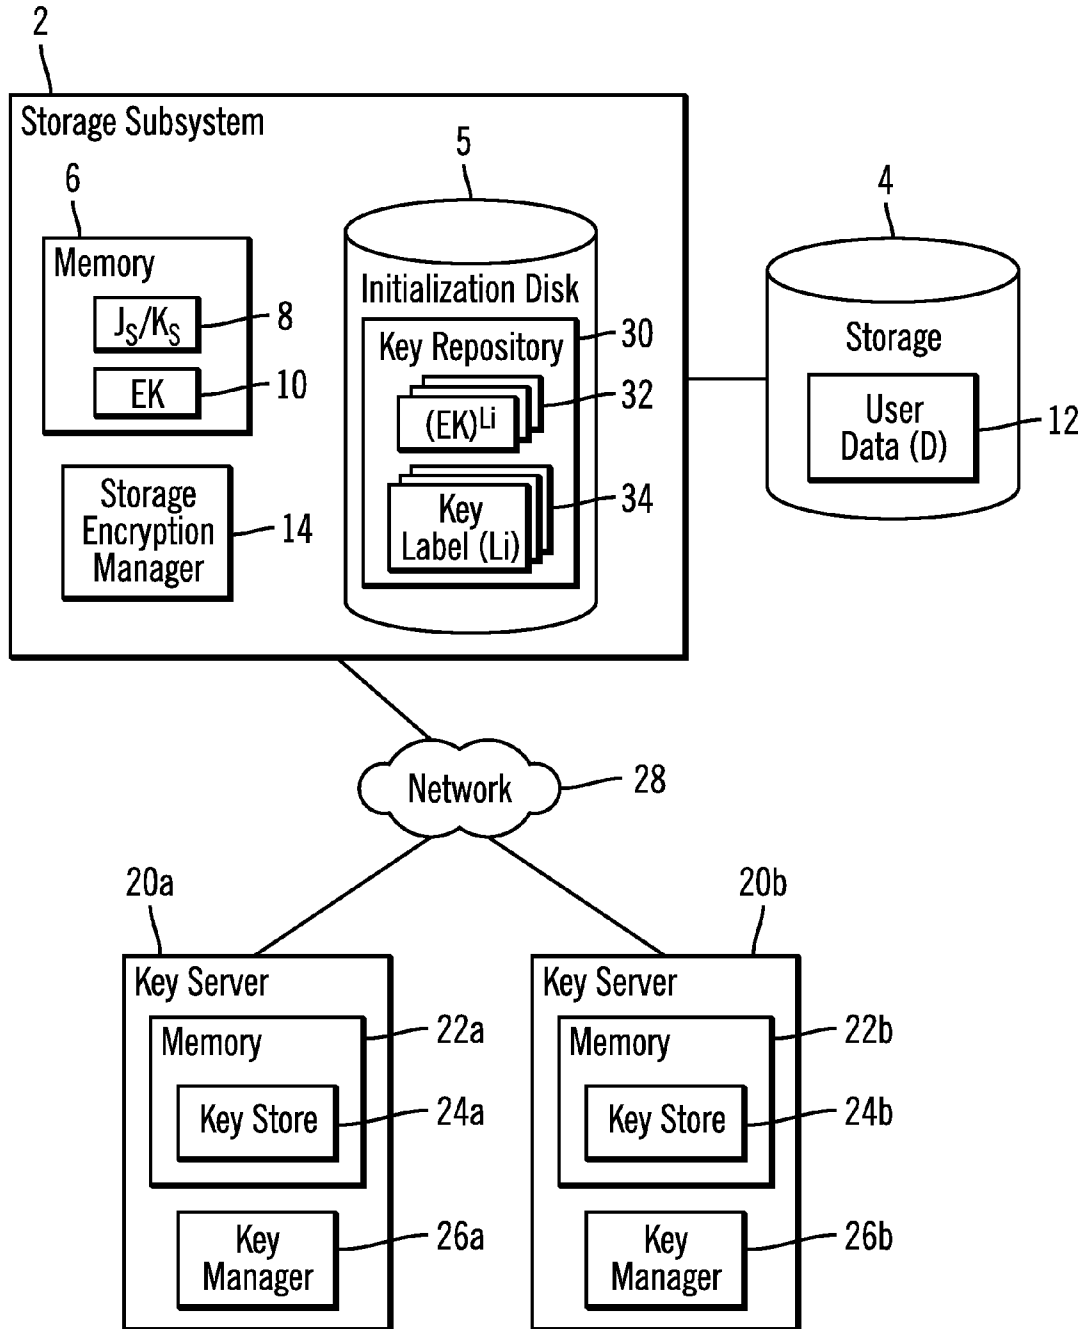 2
Storage Subsystem
5
6
4
Memory
Initialization Disk
J_S/K_S
8
Key Repository
30
Storage
EK
10
(EK)^Li
32
User
Data (D)
12
Storage
Encryption
Manager
14
Key
Label (Li)
34
Network
28
20a
20b
Key Server
Key Server
Memory
22a
Memory
22b
Key Store
24a
Key Store
24b
Key
Manager
26a
Key
Manager
26b